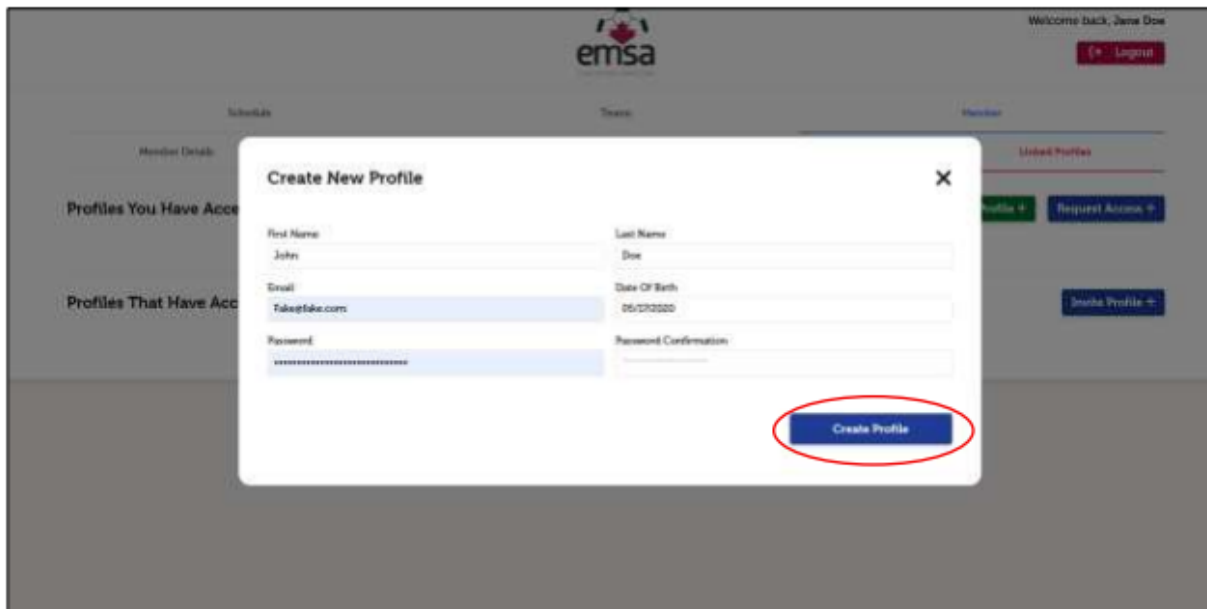 Welcome back, Jane Doe
emsa
Logout
Schedule
Teams
Member
Member Details
Linked Profiles
Create New Profile
Profiles You Have Acce
Profile +
Request Access +
First Name
Last Name
John
Doe
Email
Date Of Birth
Fake@fake.com
05/17/2020
Profiles That Have Acc
Invite Profile +
Password
Password Confirmation
Create Profile